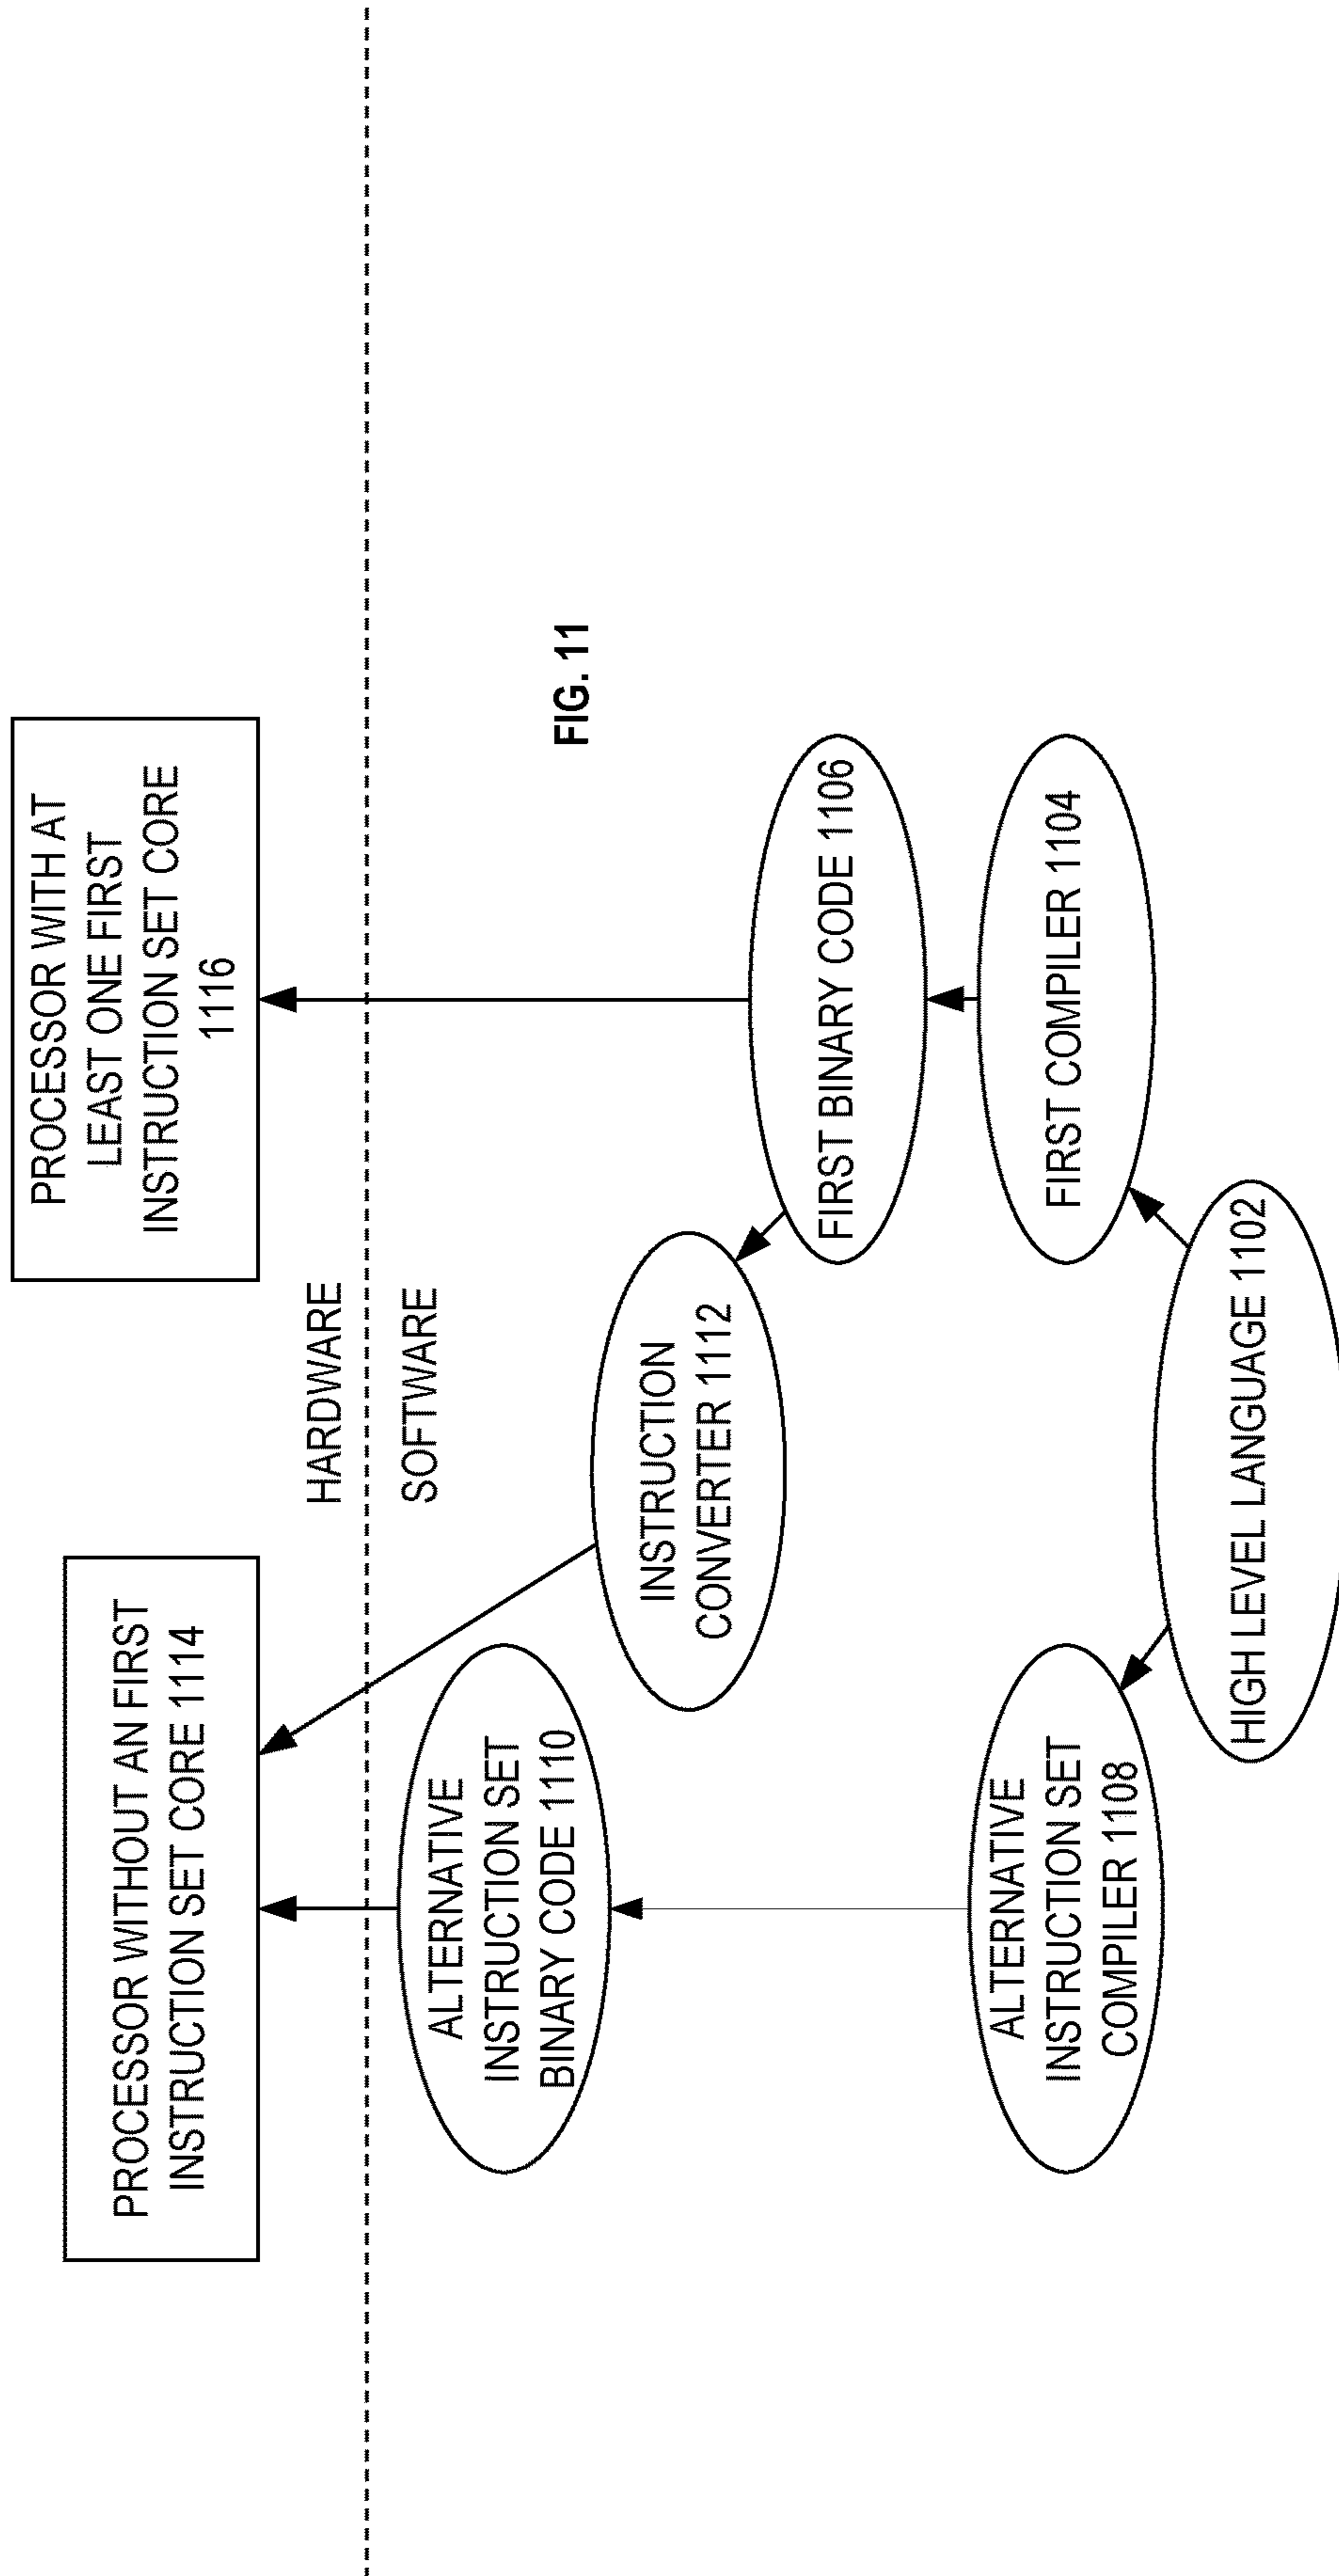 PROCESSOR WITHOUT AN FIRST
INSTRUCTION SET CORE 1114
PROCESSOR WITH AT
LEAST ONE FIRST
INSTRUCTION SET CORE
1116
HARDWARE
SOFTWARE
ALTERNATIVE
INSTRUCTION SET
BINARY CODE 1110
INSTRUCTION
CONVERTER 1112
FIG. 11
FIRST BINARY CODE 1106
ALTERNATIVE
INSTRUCTION SET
COMPILER 1108
FIRST COMPILER 1104
HIGH LEVEL LANGUAGE 1102